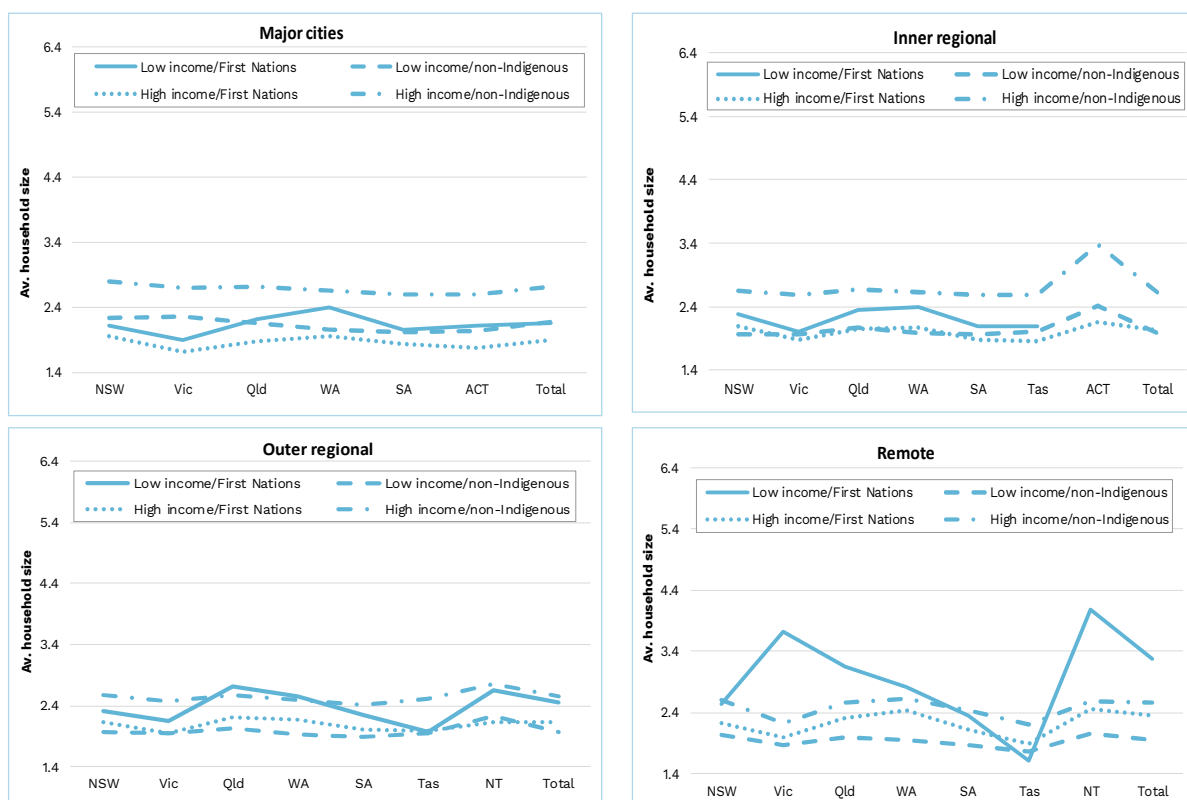 Major cities
Low income/First Nations Low income/non-Indigenous
High income/First Nations High income/non-Indigenous
Av. household size
6.4
5.4
4.4
3.4
2.4
1.4
NSW Vic Qld WA SA ACT Total
Inner regional
Low income/First Nations Low income/non-Indigenous
High income/First Nations High income/non-Indigenous
Av. household size
6.4
5.4
4.4
3.4
2.4
1.4
NSW Vic Qld WA SA Tas ACT Total
Outer regional
Low income/First Nations Low income/non-Indigenous
High income/First Nations High income/non-Indigenous
Av. household size
6.4
5.4
4.4
3.4
2.4
1.4
NSW Vic Qld WA SA Tas NT Total
Remote
Low income/First Nations Low income/non-Indigenous
High income/First Nations High income/non-Indigenous
Av. household size
6.4
5.4
4.4
3.4
2.4
1.4
NSW Vic Qld WA SA Tas NT Total